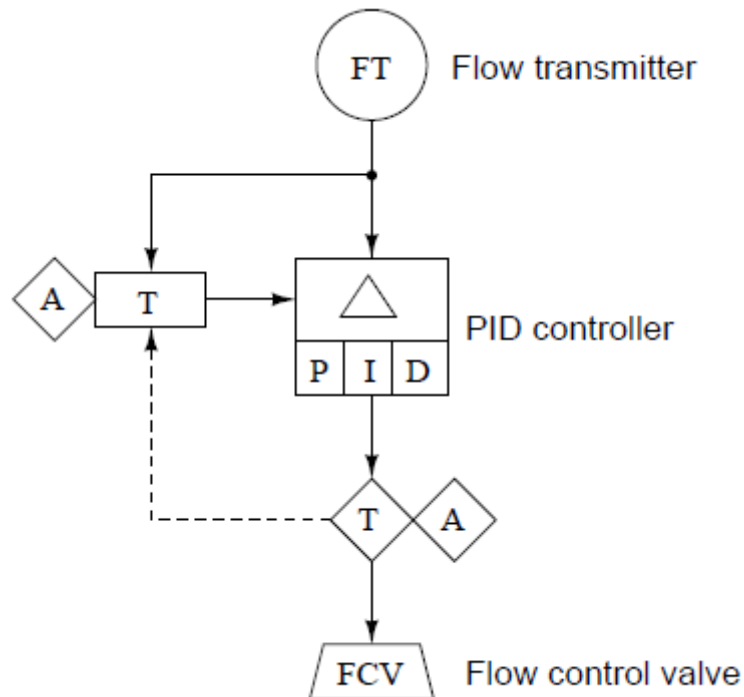 FT Flow transmitter
A T
PID controller
P I D
T A
FCV Flow control valve